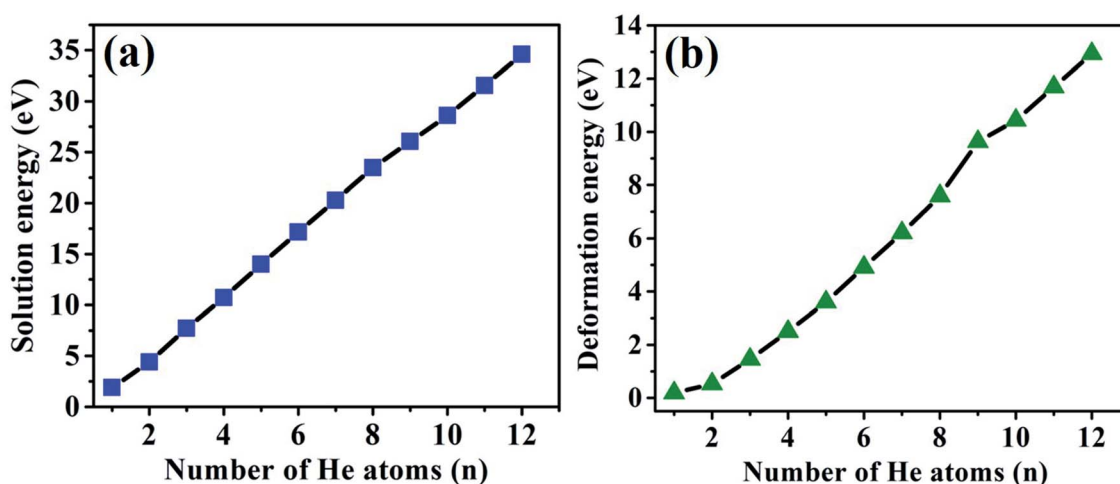 (a)
Solution energy (eV)
35
30
25
20
15
10
5
0
2 4 6 8 10 12
Number of He atoms (n)
(b)
Deformation energy (eV)
14
12
10
8
6
4
2
0
2 4 6 8 10 12
Number of He atoms (n)